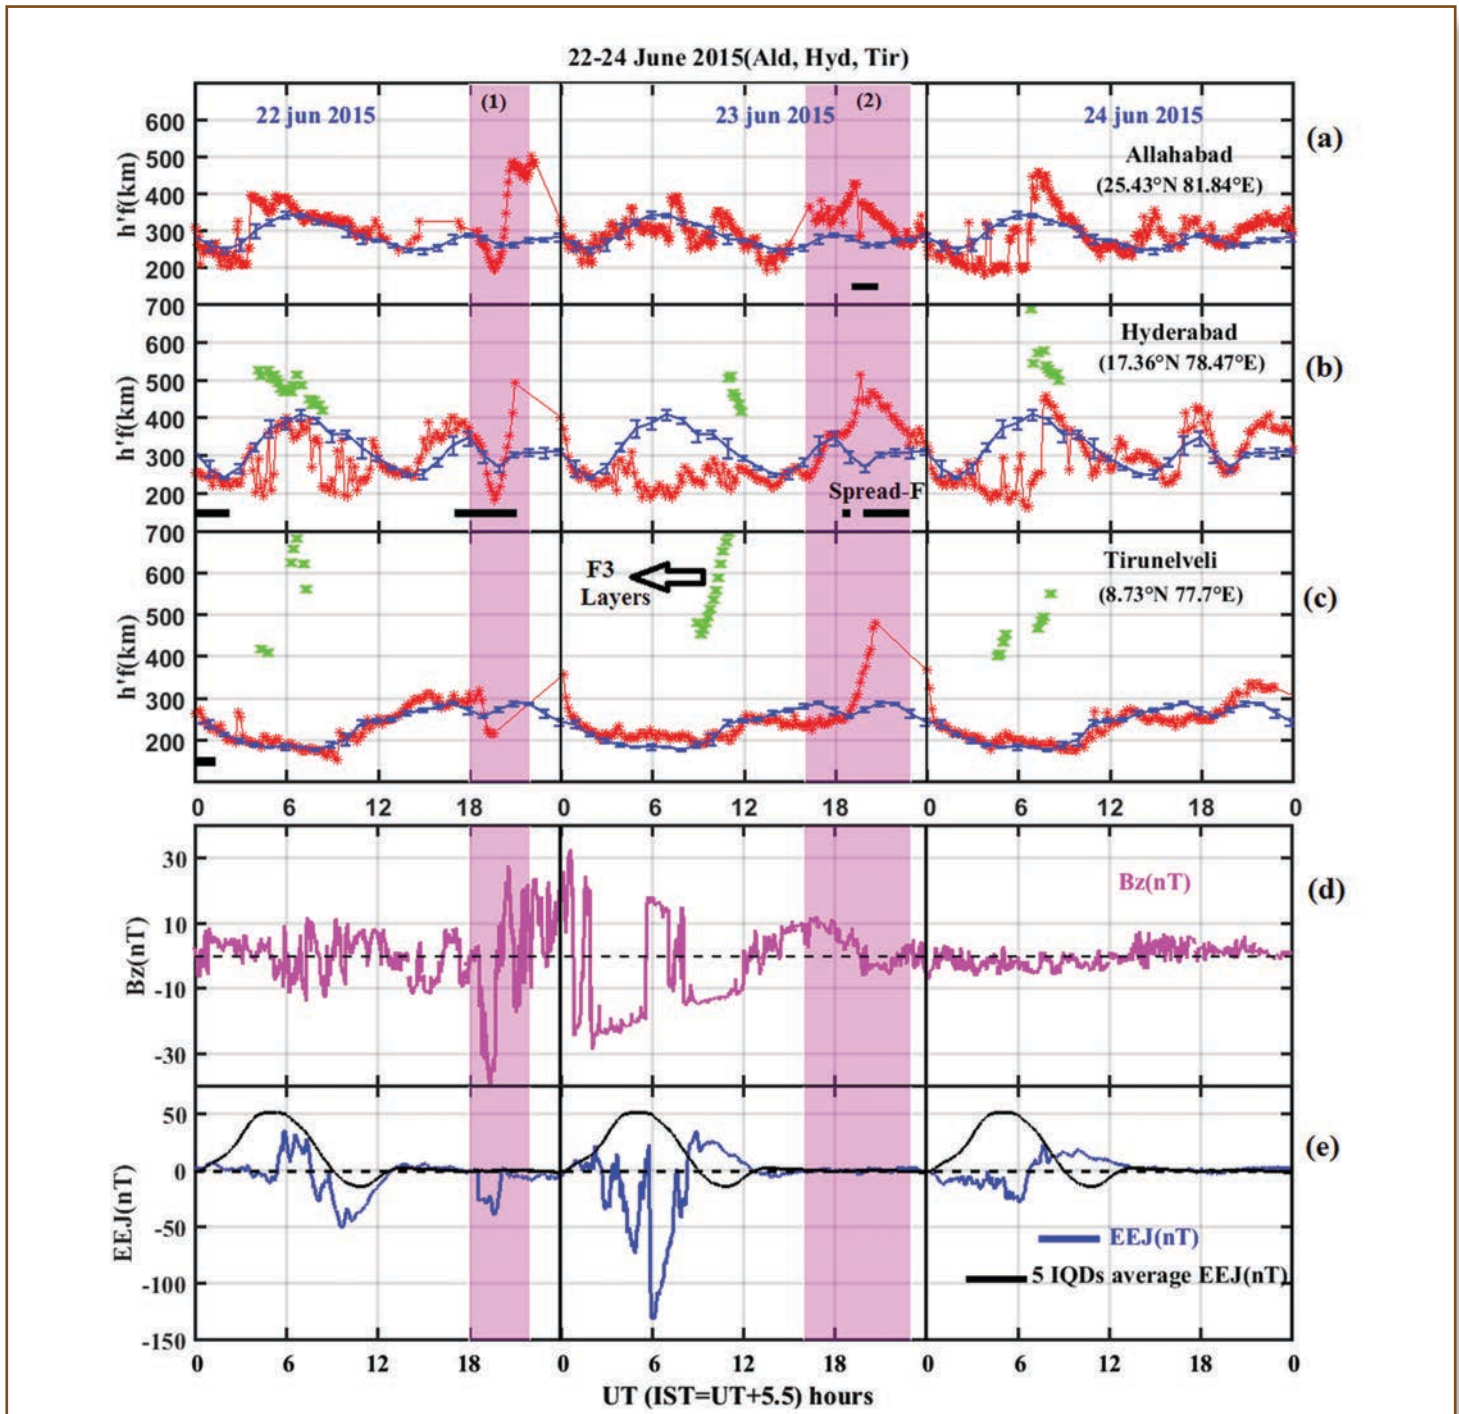 22-24 June 2015(Ald, Hyd, Tir)
22 jun 2015
(1)
23 jun 2015
(2)
24 jun 2015
(a)
Allahabad
(25.43°N 81.84°E)
h'f(km)
600
500
400
300
200
700
(b)
Hyderabad
(17.36°N 78.47°E)
h'f(km)
600
500
400
300
200
Spread-F
700
(c)
Tirunelveli
(8.73°N 77.7°E)
F3
Layers
h'f(km)
600
500
400
300
200
0 6 12 18 0 6 12 18 0 6 12 18 0
(d)
Bz(nT)
Bz(nT)
30
10
-10
-30
(e)
EEJ(nT)
50
0
-50
-100
-150
EEJ(nT)
5 IQDs average EEJ(nT)
0 6 12 18 0 6 12 18 0 6 12 18 0
UT (IST=UT+5.5) hours